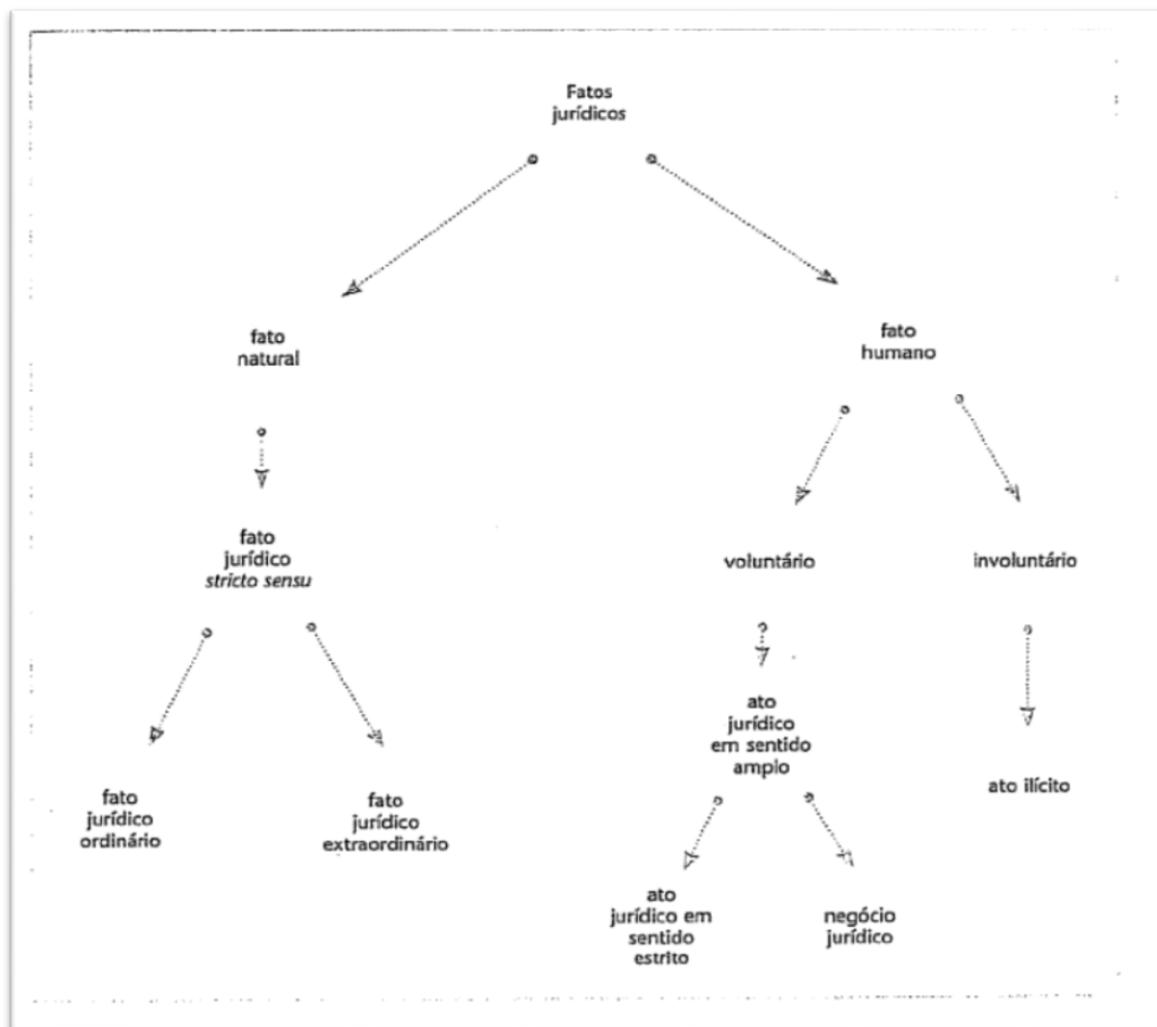 Fatos
jurídicos
fato
natural
fato
humano
fato
jurídico
stricto sensu
voluntário
involuntário
fato
jurídico
ordinário
fato
jurídico
extraordinário
ato
jurídico
em sentido
amplo
ato ilícito
ato
jurídico em
sentido
estrito
negócio
jurídico